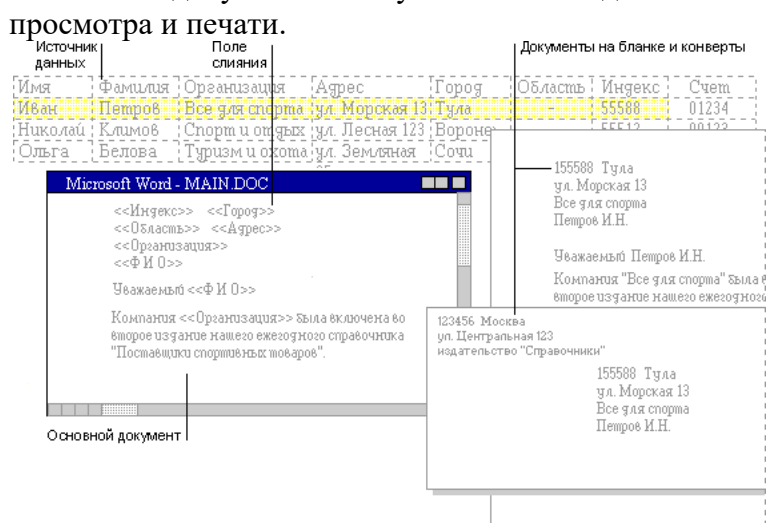 просмотра и печати.
Источник данных
Поле слияния
Документы на бланке и конверты
Имя Фамилия Организация Адрес Город Область Индекс Счет
Иван Петров Все для спорта ул. Морская 13 Тула - 55588 01234
Николай Климов Спорт и отдых ул. Лесная 123 Вороне
Ольга Белова Туризм и охота ул. Земляная Сочи
Microsoft Word - MAIN.DOC
<<Индекс>> <<Город>>
<<Область>> <<Адрес>>
<<Организация>>
<<Ф И О>>
Уважаемый <<Ф И О>>
Компания <<Организация>> была включена во
второе издание нашего ежегодного справочника
"Поставщики спортивных товаров".
Основной документ
155588 Тула
ул. Морская 13
Все для спорта
Петров И.Н.
Уважаемый Петров И.Н.
Компания "Все для спорта" была
второе издание нашего ежегодного
123456 Москва
ул. Центральная 123
издательство "Справочники"
155588 Тула
ул. Морская 13
Все для спорта
Петров И.Н.